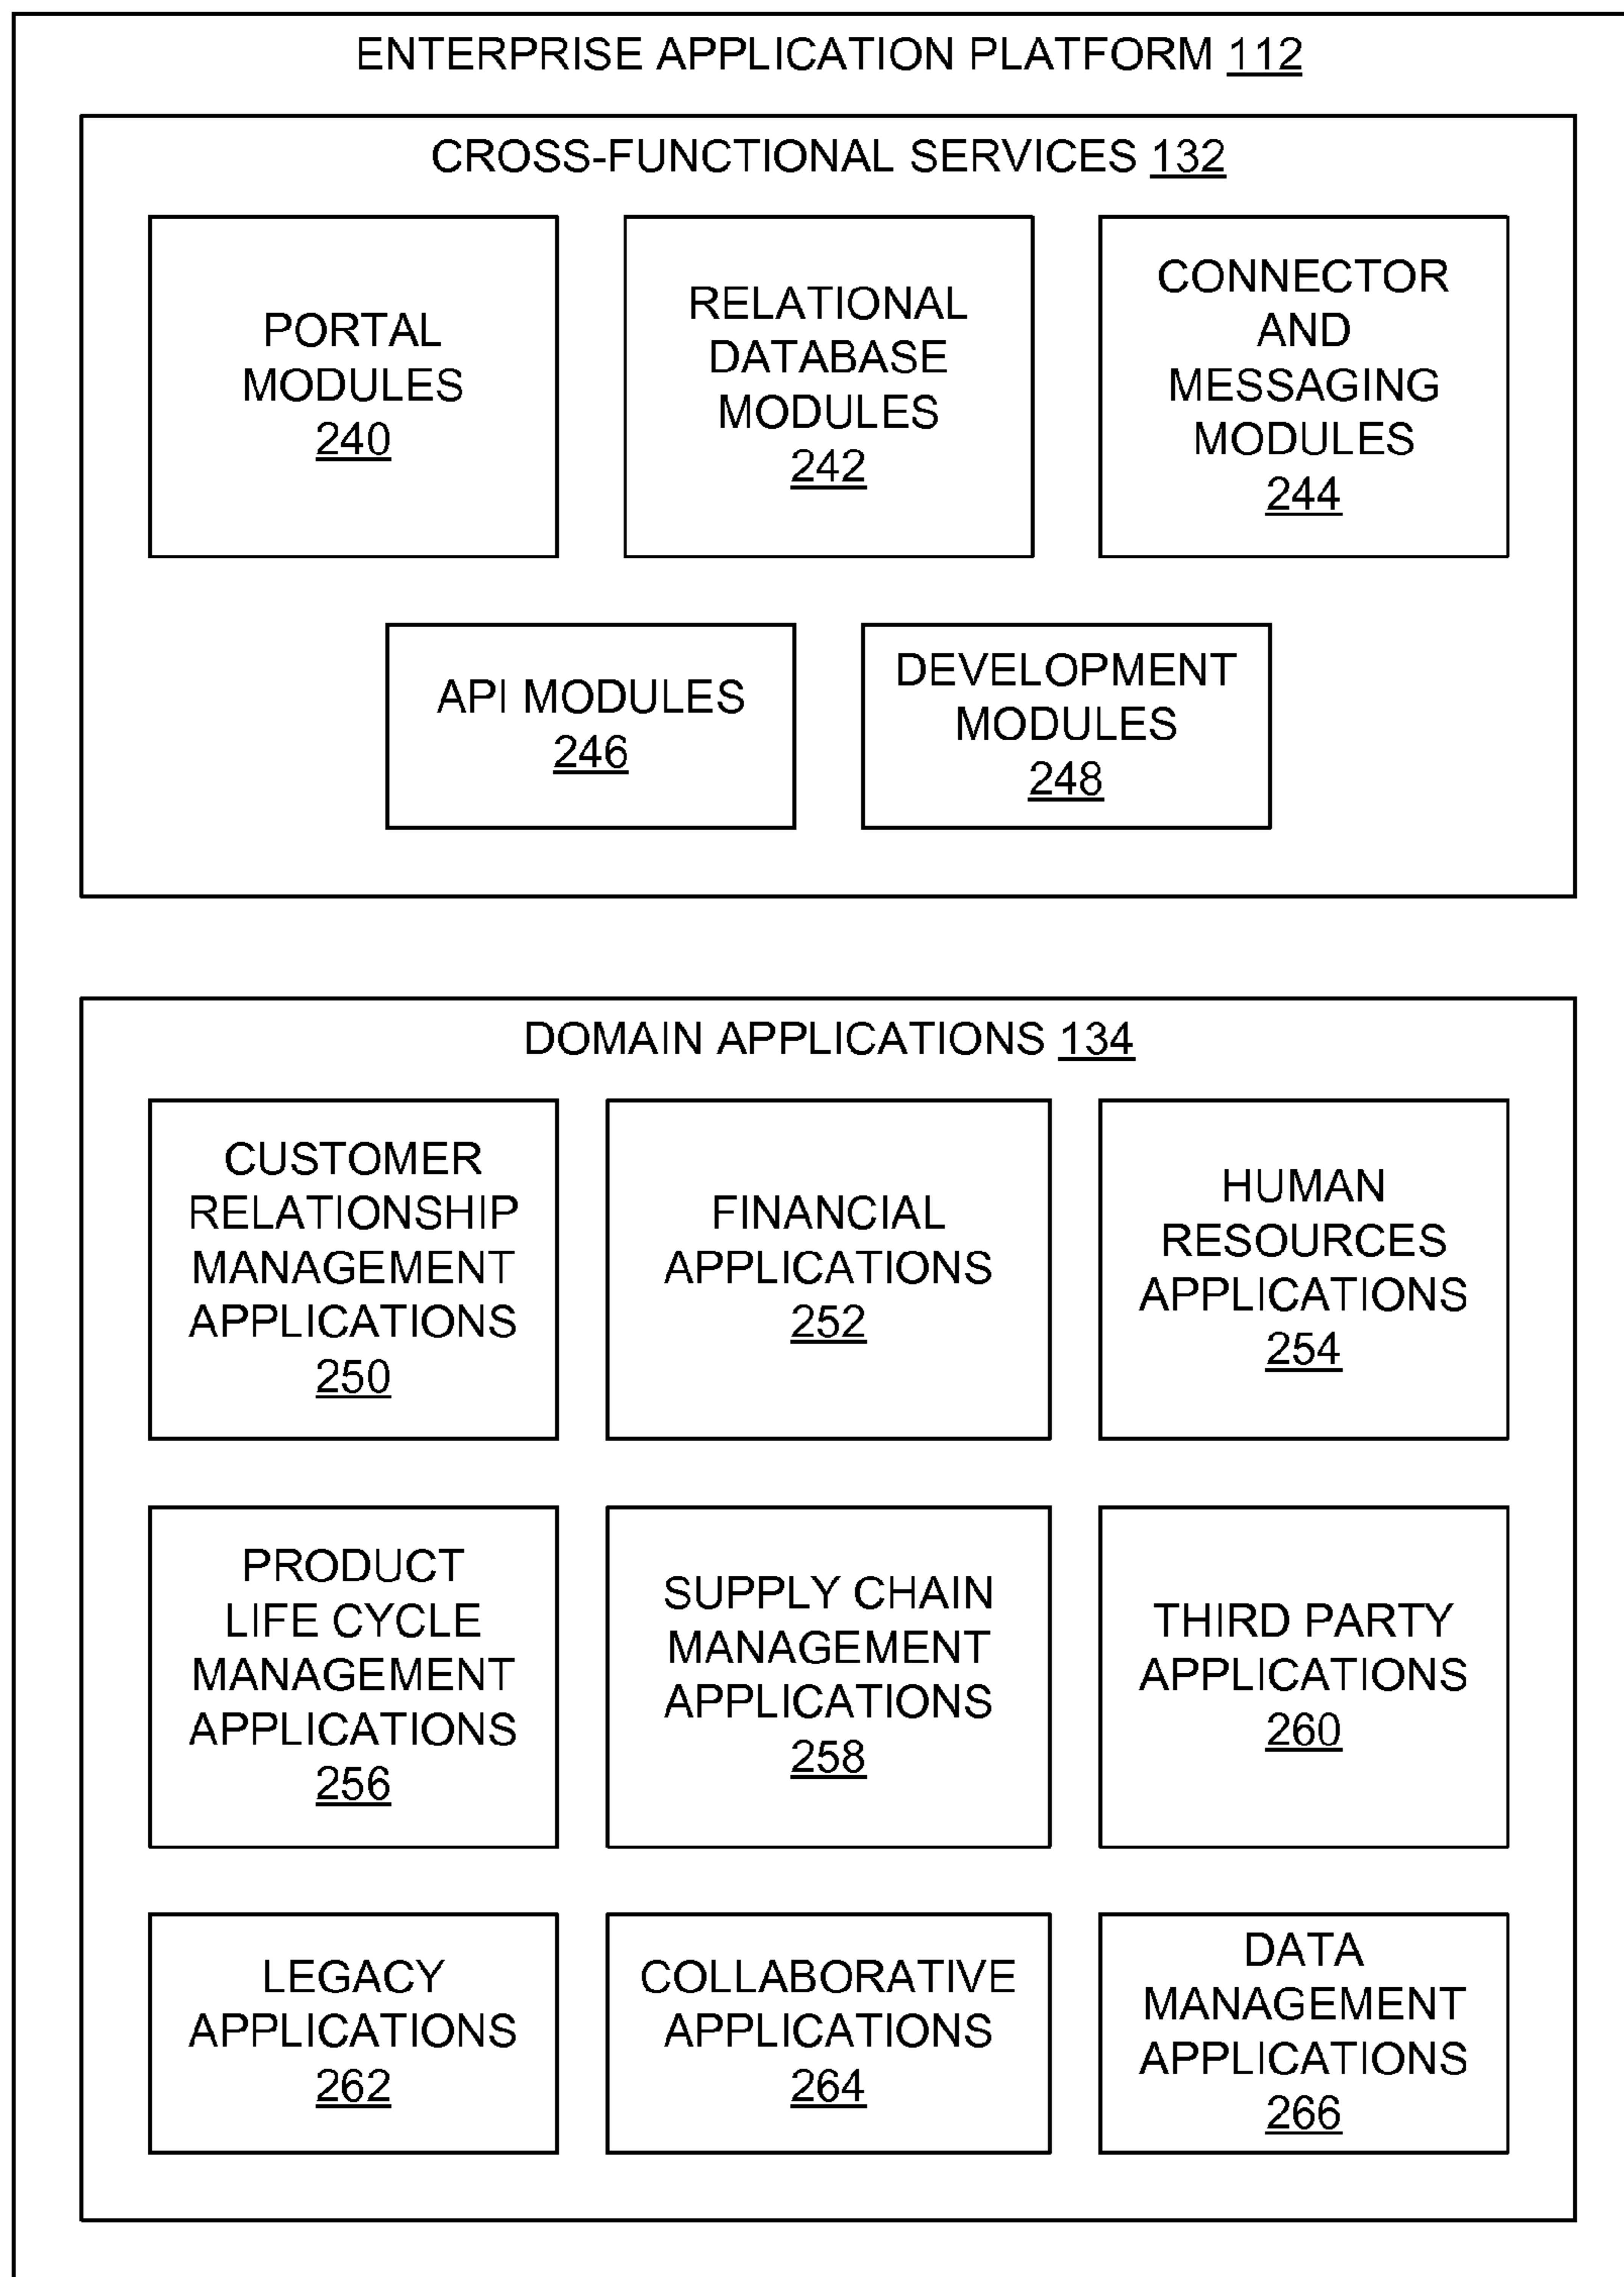 ENTERPRISE APPLICATION PLATFORM 112
CROSS-FUNCTIONAL SERVICES 132
PORTAL
MODULES
240
RELATIONAL
DATABASE
MODULES
242
CONNECTOR
AND
MESSAGING
MODULES
244
API MODULES
246
DEVELOPMENT
MODULES
248
DOMAIN APPLICATIONS 134
CUSTOMER
RELATIONSHIP
MANAGEMENT
APPLICATIONS
250
FINANCIAL
APPLICATIONS
252
HUMAN
RESOURCES
APPLICATIONS
254
PRODUCT
LIFE CYCLE
MANAGEMENT
APPLICATIONS
256
SUPPLY CHAIN
MANAGEMENT
APPLICATIONS
258
THIRD PARTY
APPLICATIONS
260
LEGACY
APPLICATIONS
262
COLLABORATIVE
APPLICATIONS
264
DATA
MANAGEMENT
APPLICATIONS
266